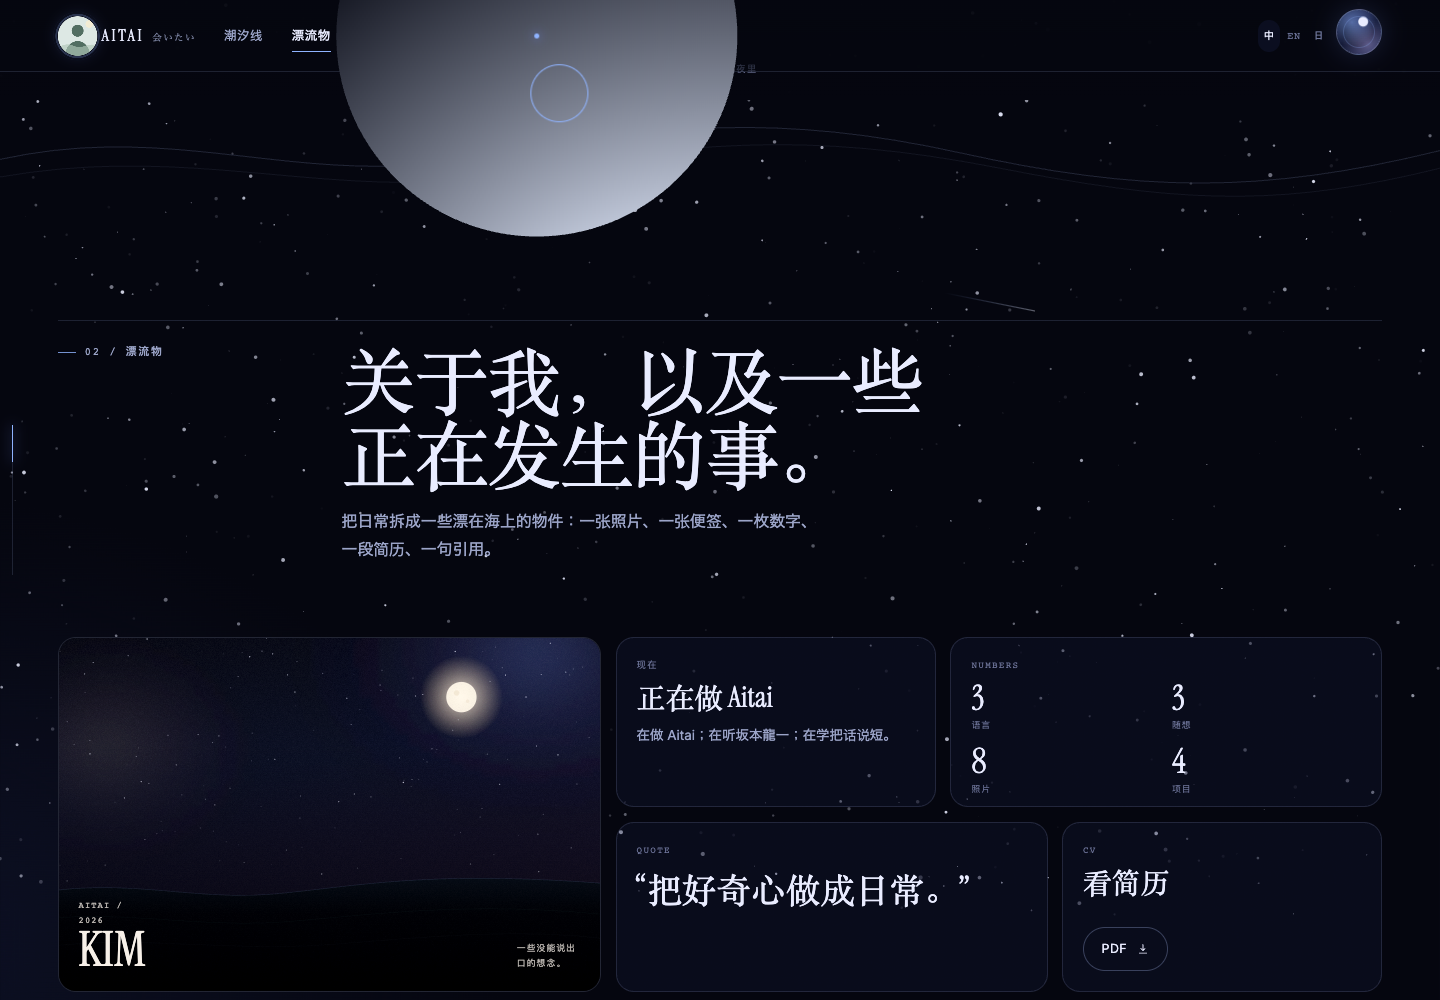 AITAI 会いたい 潮汐线 漂流物
中 EN 日
夜里
02 / 漂流物
关于我，以及一些
正在发生的事。
把日常拆成一些漂在海上的物件：一张照片、一张便签、一枚数字、
一段简历、一句引用。
AITAI /
2026
KIM
一些没能说出
口的想念。
现在
正在做 Aitai
在做 Aitai；在听坂本龍一；在学把话说短。
NUMBERS
3 3
语言 随想
8 4
照片 项目
QUOTE
“把好奇心做成日常。”
CV
看简历
PDF